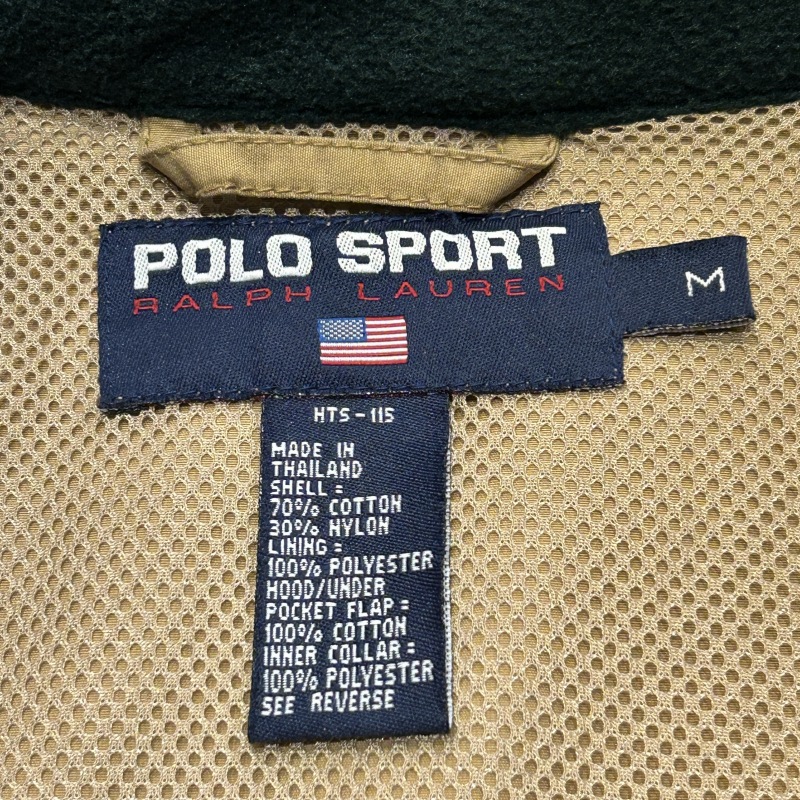 POLO SPORT
RALPH LAUREN
M
HTS-115
MADE IN
THAILAND
SHELL =
70% COTTON
30% NYLON
LINING =
100% POLYESTER
HOOD/UNDER
POCKET FLAP =
100% COTTON
INNER COLLAR =
100% POLYESTER
SEE REVERSE